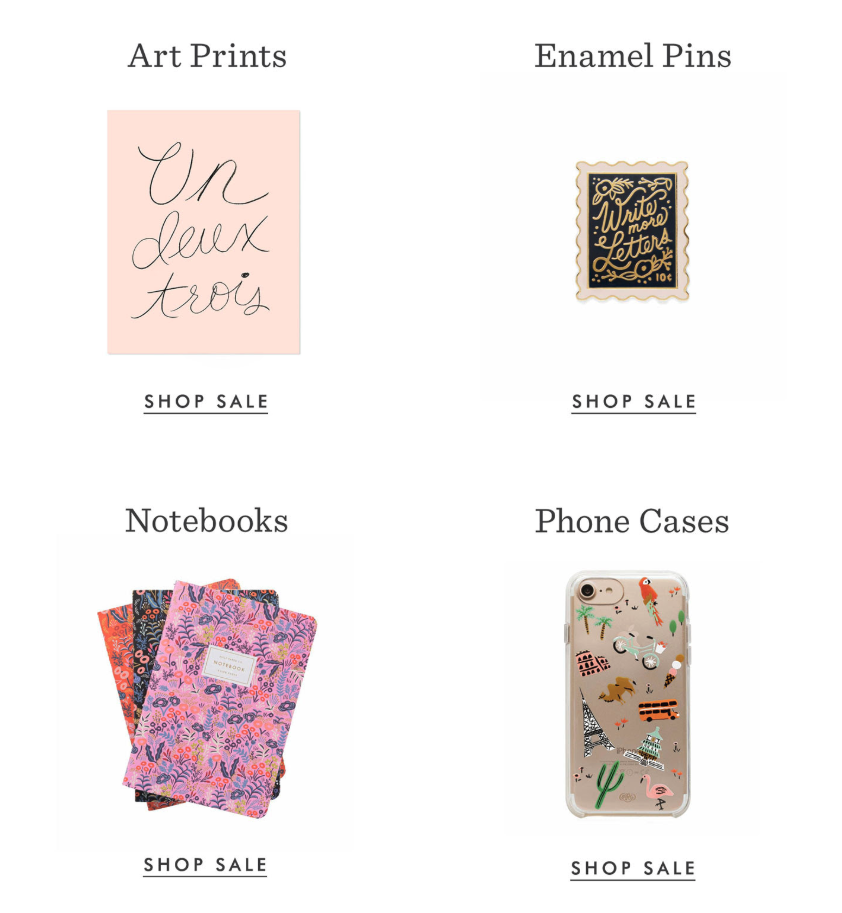 Art Prints
Enamel Pins
Un
deux
trois
Write
more
Letters
10¢
SHOP SALE
SHOP SALE
Notebooks
Phone Cases
NOTEBOOK
SHOP SALE
SHOP SALE